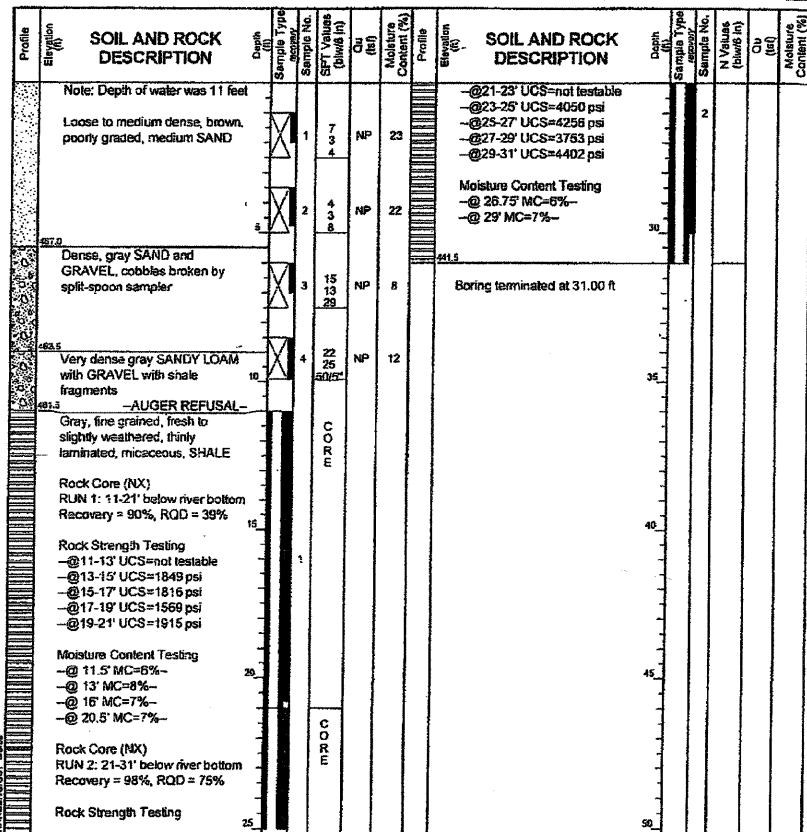 Profile
Elevation (ft)
SOIL AND ROCK DESCRIPTION
Depth (ft)
Sample Type
recovery
Sample No.
SPT Values (blw/6 in)
Qu (tsf)
Moisture Content (%)
Note: Depth of water was 11 feet
Loose to medium dense, brown, poorly graded, medium SAND
1
7
3
4
NP
23
2
4
3
8
NP
22
5
457.0
Dense, gray SAND and GRAVEL, cobbles broken by split-spoon sampler
3
15
13
29
NP
8
Very dense gray SANDY LOAM with GRAVEL with shale fragments
4
22
25
50/5"
NP
12
10
--AUGER REFUSAL--
Gray, fine grained, fresh to slightly weathered, thinly laminated, micaceous, SHALE
CORE
Rock Core (NX)
RUN 1: 11-21' below river bottom
Recovery = 90%, RQD = 39%
15
Rock Strength Testing
--@11-13' UCS=not testable
--@13-15' UCS=1849 psi
--@15-17' UCS=1816 psi
--@17-19' UCS=1569 psi
--@19-21' UCS=1915 psi
Moisture Content Testing
--@ 11.5' MC=6%--
--@ 13' MC=8%--
--@ 16' MC=7%--
--@ 20.5' MC=7%--
20
CORE
Rock Core (NX)
RUN 2: 21-31' below river bottom
Recovery = 98%, RQD = 75%
Rock Strength Testing
25
Profile
Elevation (ft)
SOIL AND ROCK DESCRIPTION
Depth (ft)
Sample Type
recovery
Sample No.
N Values (blw/6 in)
Qu (tsf)
Moisture Content (%)
--@21-23' UCS=not testable
--@23-25' UCS=4050 psi
--@25-27' UCS=4256 psi
--@27-29' UCS=3753 psi
--@29-31' UCS=4402 psi
2
Moisture Content Testing
--@ 26.75' MC=6%--
--@ 29' MC=7%--
30
441.5
Boring terminated at 31.00 ft
35
40
45
50